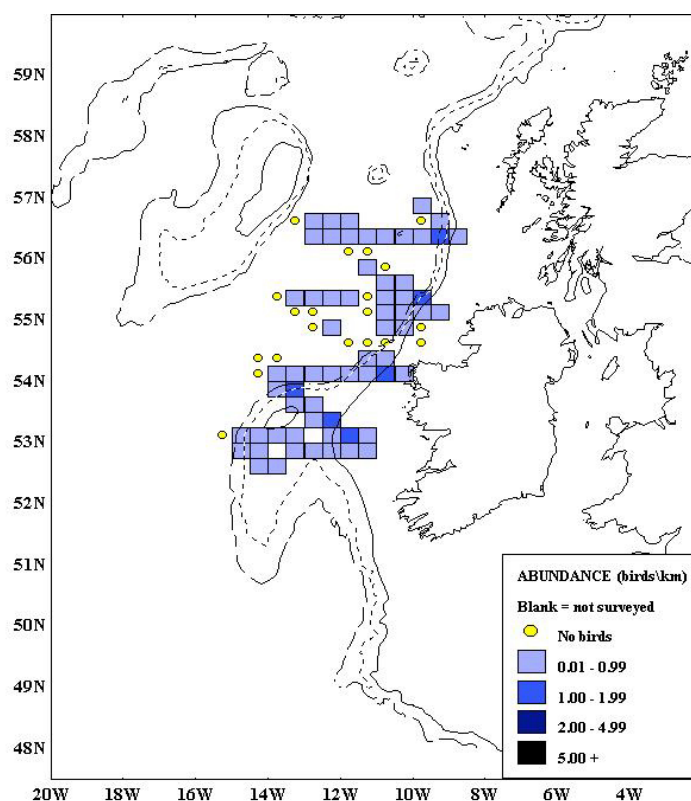 59N
58N
57N
56N
55N
54N
53N
52N
51N
50N
49N
48N
ABUNDANCE (birds\km)
Blank = not surveyed
No birds
0.01 - 0.99
1.00 - 1.99
2.00 - 4.99
5.00 +
20W 18W 16W 14W 12W 10W 8W 6W 4W